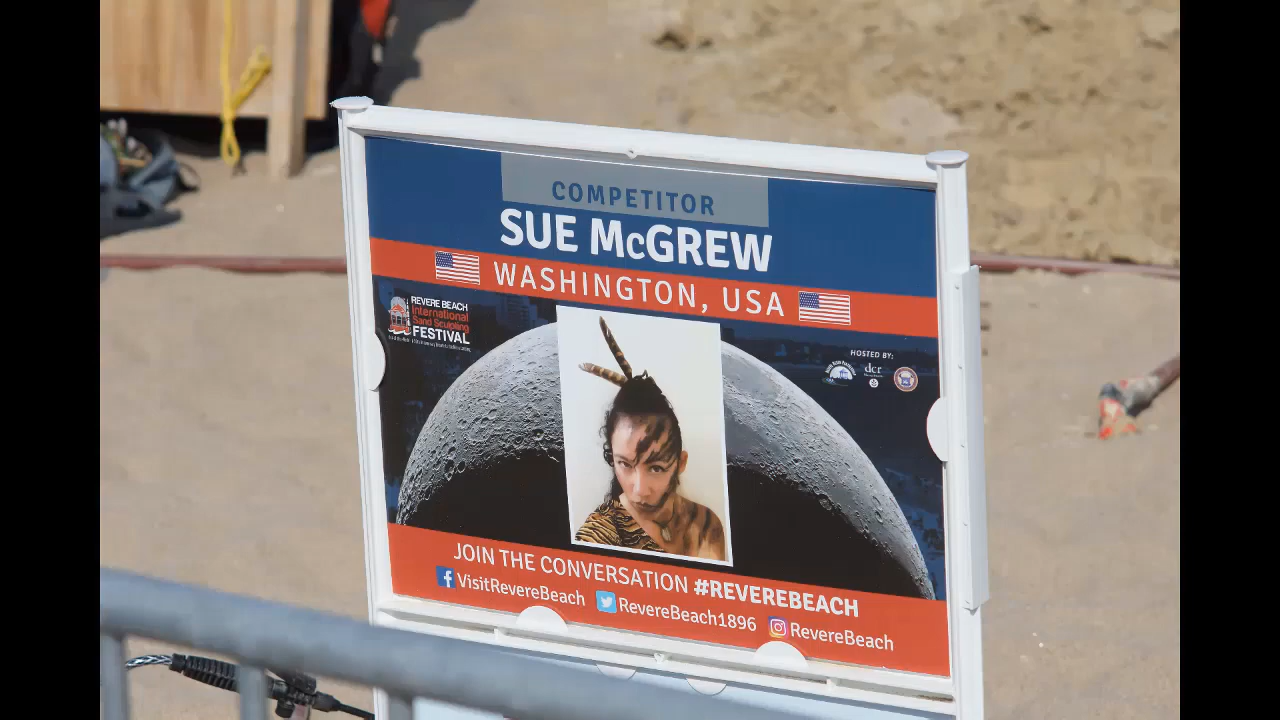 COMPETITOR
SUE McGREW
WASHINGTON, USA
REVERE BEACH
International
Sand Sculpting
FESTIVAL
HOSTED BY:
dcr
JOIN THE CONVERSATION #REVEREBEACH
VisitRevereBeach
RevereBeach1896
RevereBeach